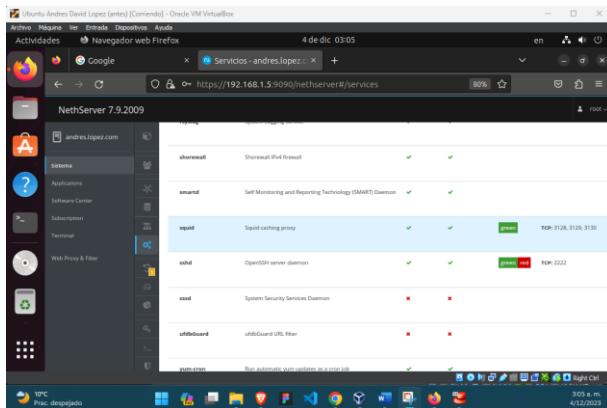 Ubuntu Andres David Lopez (antes) [Corriendo] - Oracle VM VirtualBox
Archivo Máquina Ver Entrada Dispositivos Ayuda
Actividades Navegador web Firefox 4 de dic 03:05 en
Google Servicios - andres.lopez.c
https://192.168.1.5:9090/nethserver#/services 80%
NethServer 7.9.2009 root
andres.lopez.com
Sistema
Applications
Software Center
Subscription
Terminal
Web Proxy & Filter
shorewall Shorewall IPv4 firewall
smartd Self Monitoring and Reporting Technology (SMART) Daemon
squid Squid caching proxy green TCP: 3128, 3129, 3130
sshd OpenSSH server daemon green red TCP: 2222
sssd System Security Services Daemon
ufdbGuard ufdbGuard URL filter
yum-cron Run automatic yum updates as a cron job
Right Ctrl
10°C
Prac. despejado
3:05 a. m.
4/12/2023